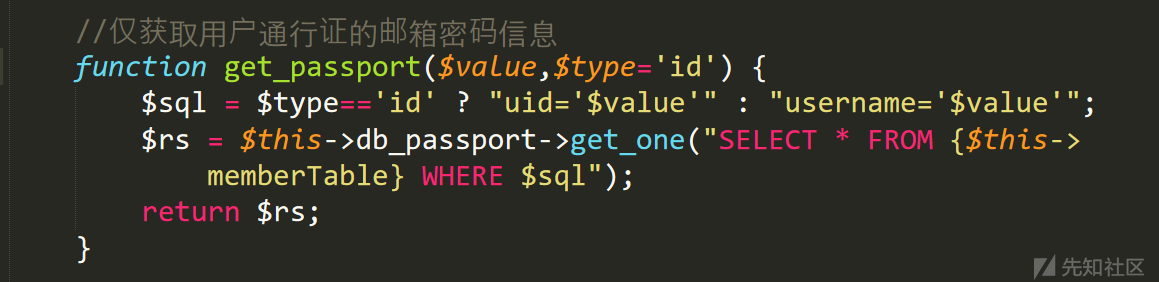 //仅获取用户通行证的邮箱密码信息
function get_passport($value,$type='id') {
$sql = $type=='id' ? "uid='$value'" : "username='$value'";
$rs = $this->db_passport->get_one("SELECT * FROM {$this->
memberTable} WHERE $sql");
return $rs;
}
先知社区